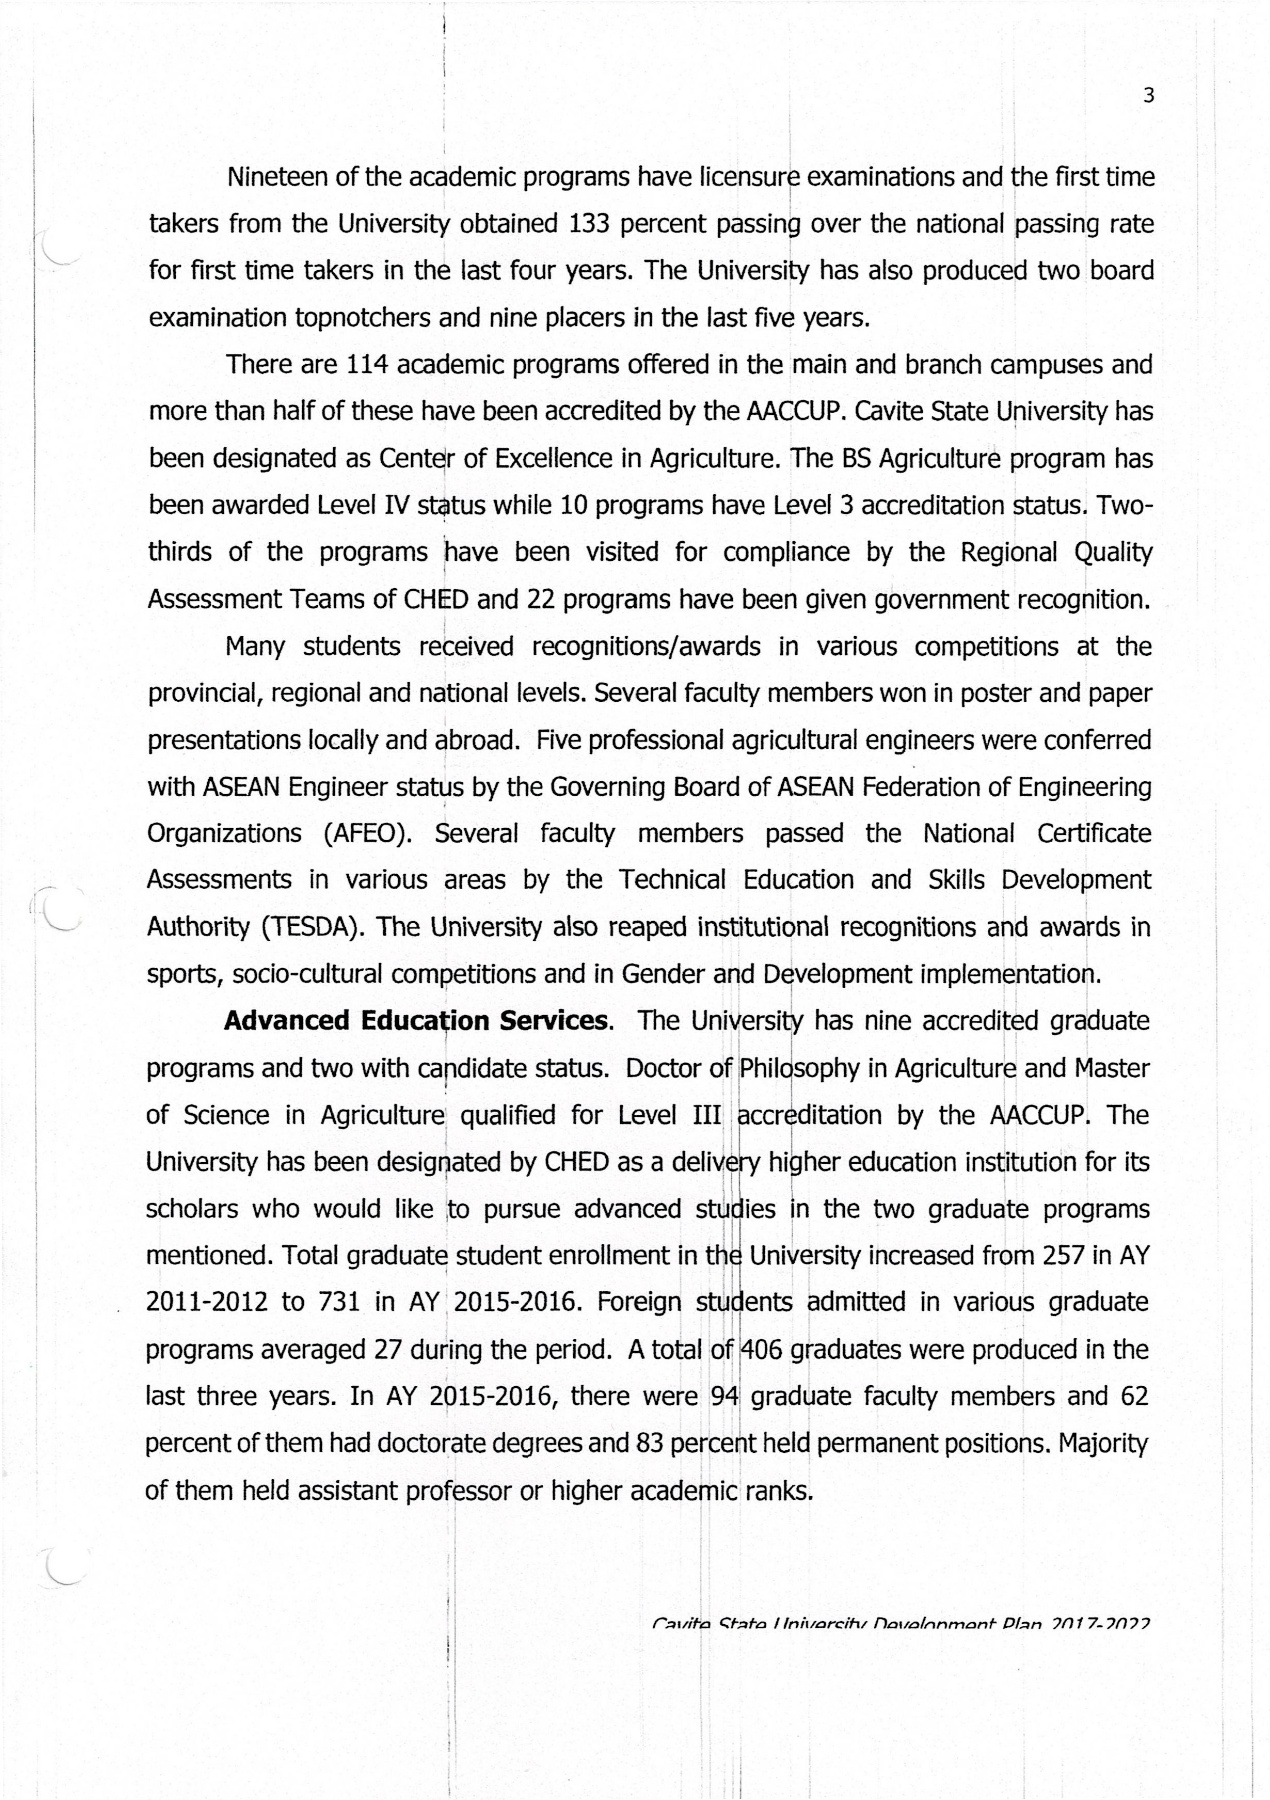 3
Nineteen of the academic programs have licensure examinations and the first time
takers from the University obtained 133 percent passing over the national passing rate
for first time takers in the last four years. The University has also produced two board
examination topnotchers and nine placers in the last five years.
There are 114 academic programs offered in the main and branch campuses and
more than half of these have been accredited by the AACCUP. Cavite State University has
been designated as Center of Excellence in Agriculture. The BS Agriculture program has
been awarded Level IV status while 10 programs have Level 3 accreditation status. Two-
thirds of the programs have been visited for compliance by the Regional Quality
Assessment Teams of CHED and 22 programs have been given government recognition.
Many students received recognitions/awards in various competitions at the
provincial, regional and national levels. Several faculty members won in poster and paper
presentations locally and abroad. Five professional agricultural engineers were conferred
with ASEAN Engineer status by the Governing Board of ASEAN Federation of Engineering
Organizations (AFEO). Several faculty members passed the National Certificate
Assessments in various areas by the Technical Education and Skills Development
Authority (TESDA). The University also reaped institutional recognitions and awards in
sports, socio-cultural competitions and in Gender and Development implementation.
Advanced Education Services. The University has nine accredited graduate
programs and two with candidate status. Doctor of Philosophy in Agriculture and Master
of Science in Agriculture qualified for Level III accreditation by the AACCUP. The
University has been designated by CHED as a delivery higher education institution for its
scholars who would like to pursue advanced studies in the two graduate programs
mentioned. Total graduate student enrollment in the University increased from 257 in AY
2011-2012 to 731 in AY 2015-2016. Foreign students admitted in various graduate
programs averaged 27 during the period. A total of 406 graduates were produced in the
last three years. In AY 2015-2016, there were 94 graduate faculty members and 62
percent of them had doctorate degrees and 83 percent held permanent positions. Majority
of them held assistant professor or higher academic ranks.
Cavite State University Development Plan 2017-2022